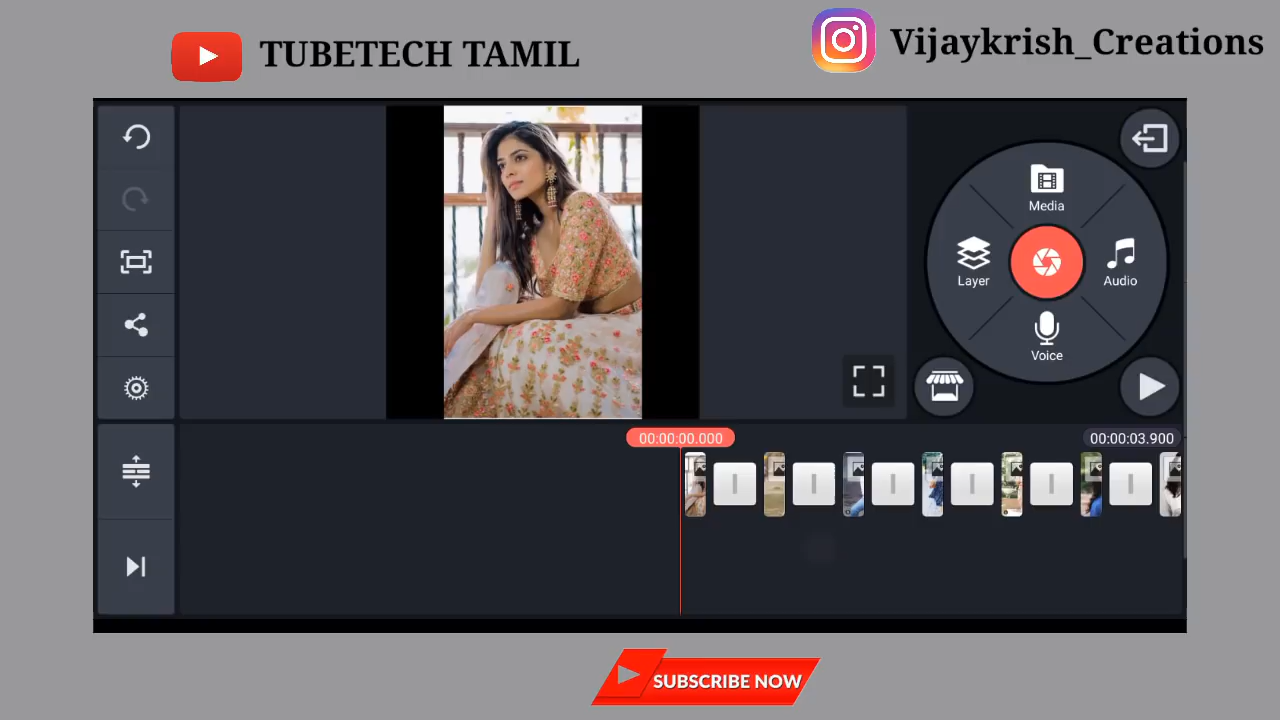 TUBETECH TAMIL
Vijaykrish_Creations
Media
Layer
Audio
Voice
00:00:00.000
00:00:03.900
SUBSCRIBE NOW